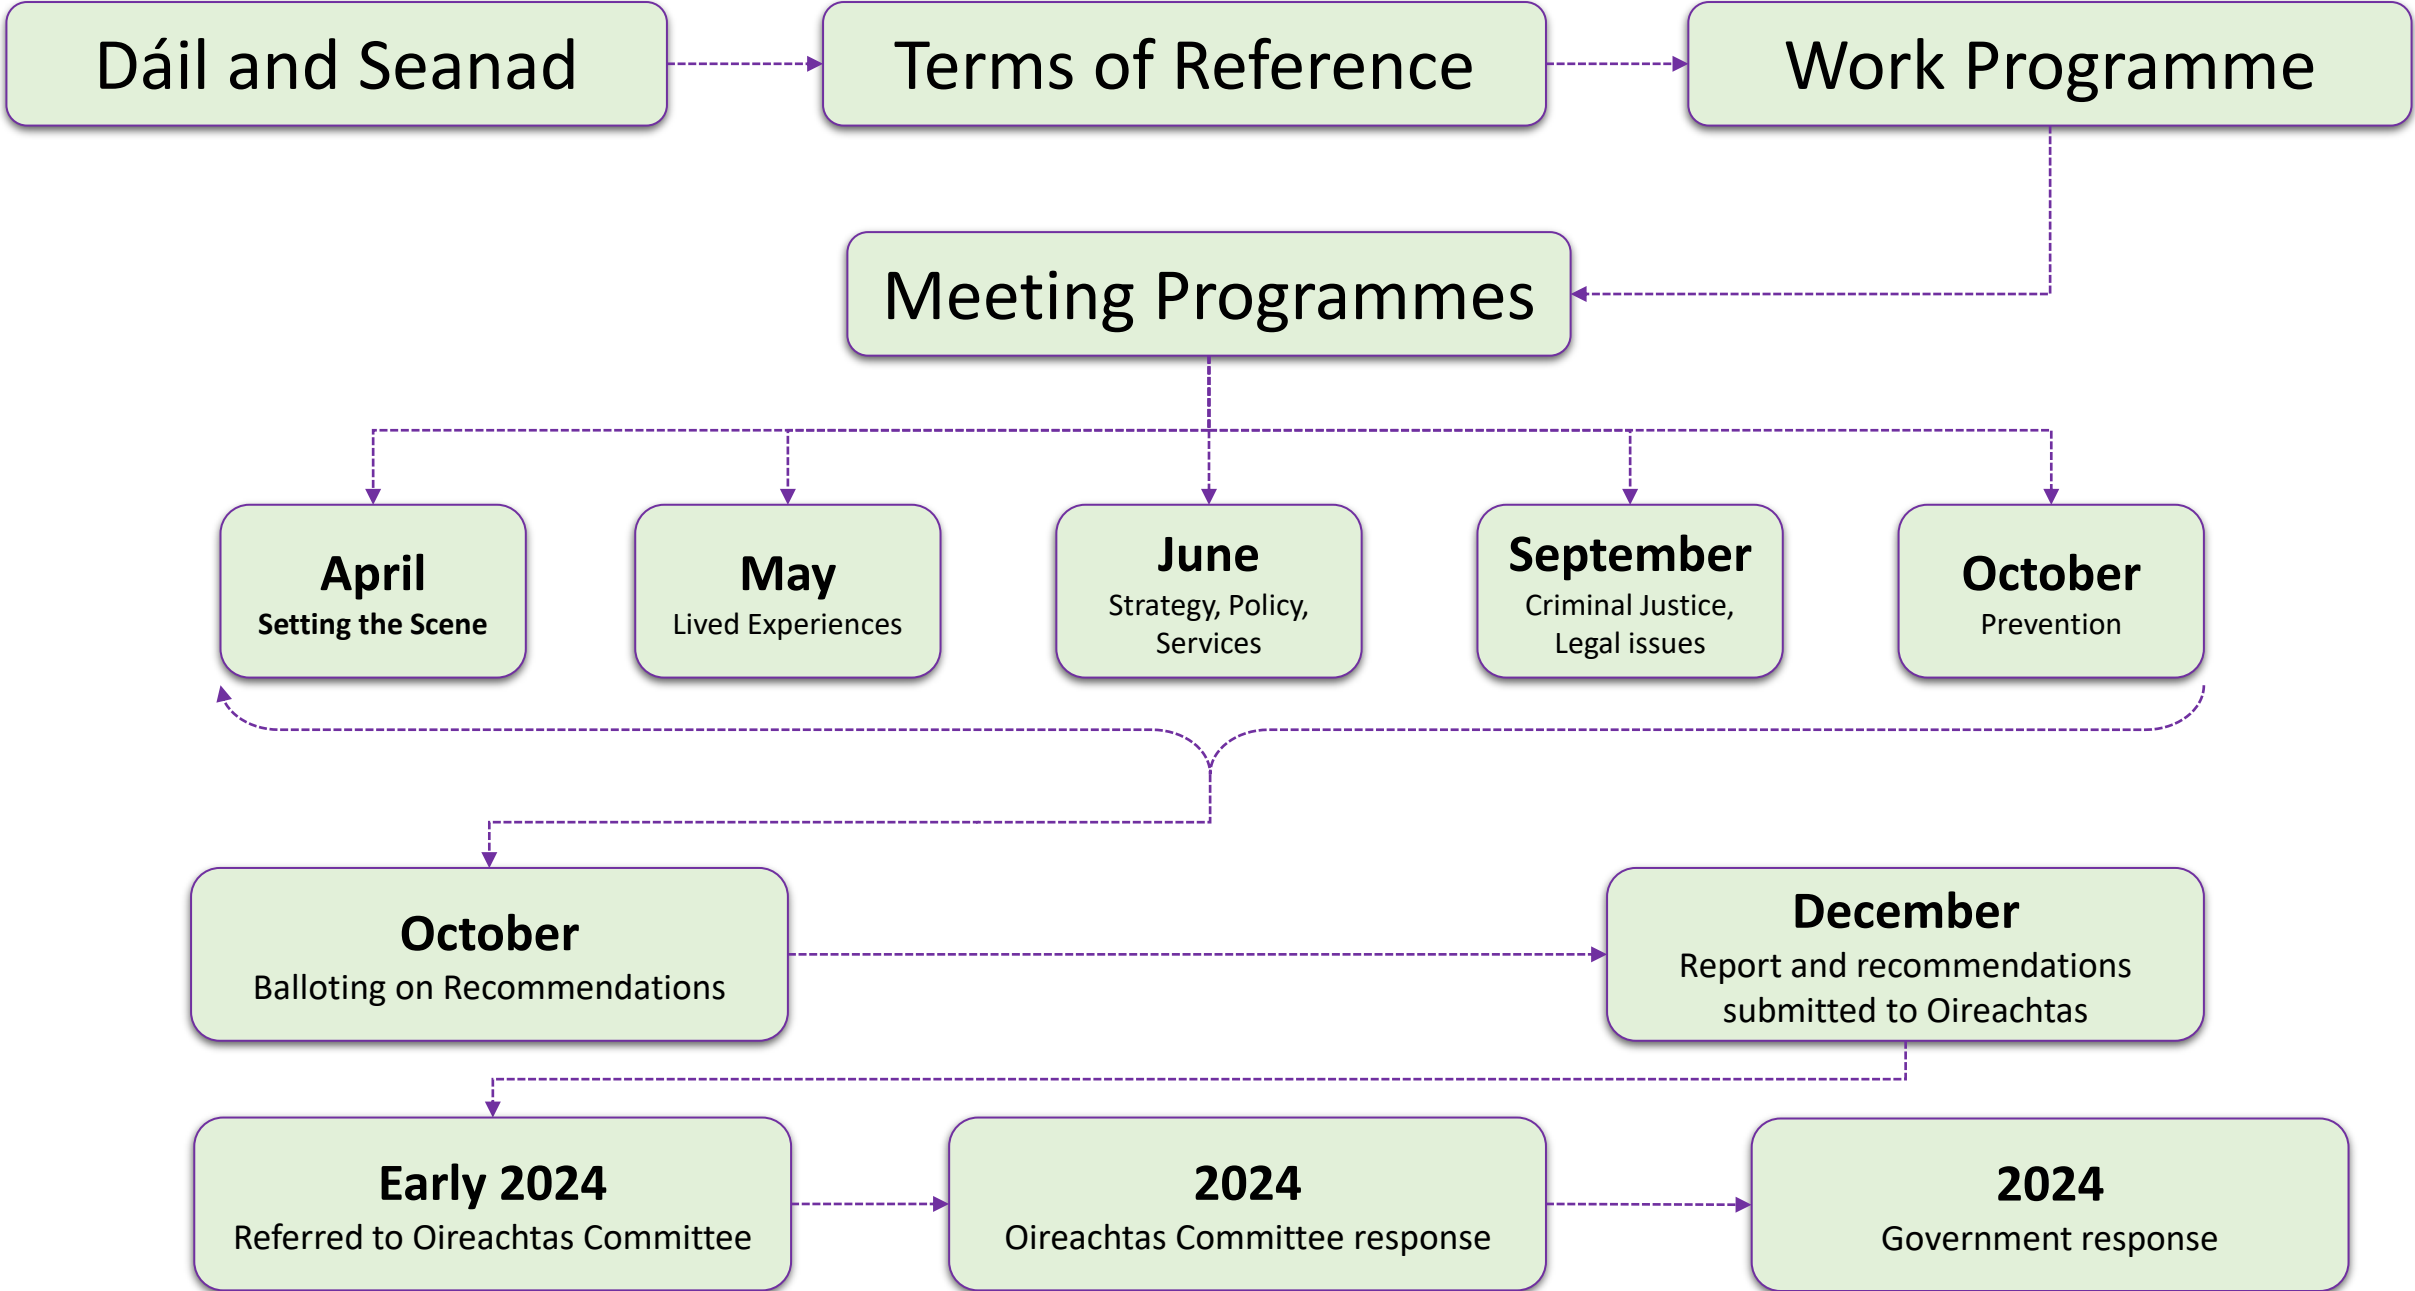 Dáil and Seanad
Terms of Reference
Work Programme
Meeting Programmes
April
Setting the Scene
May
Lived Experiences
June
Strategy, Policy,
Services
September
Criminal Justice,
Legal issues
October
Prevention
October
Balloting on Recommendations
December
Report and recommendations
submitted to Oireachtas
Early 2024
Referred to Oireachtas Committee
2024
Oireachtas Committee response
2024
Government response